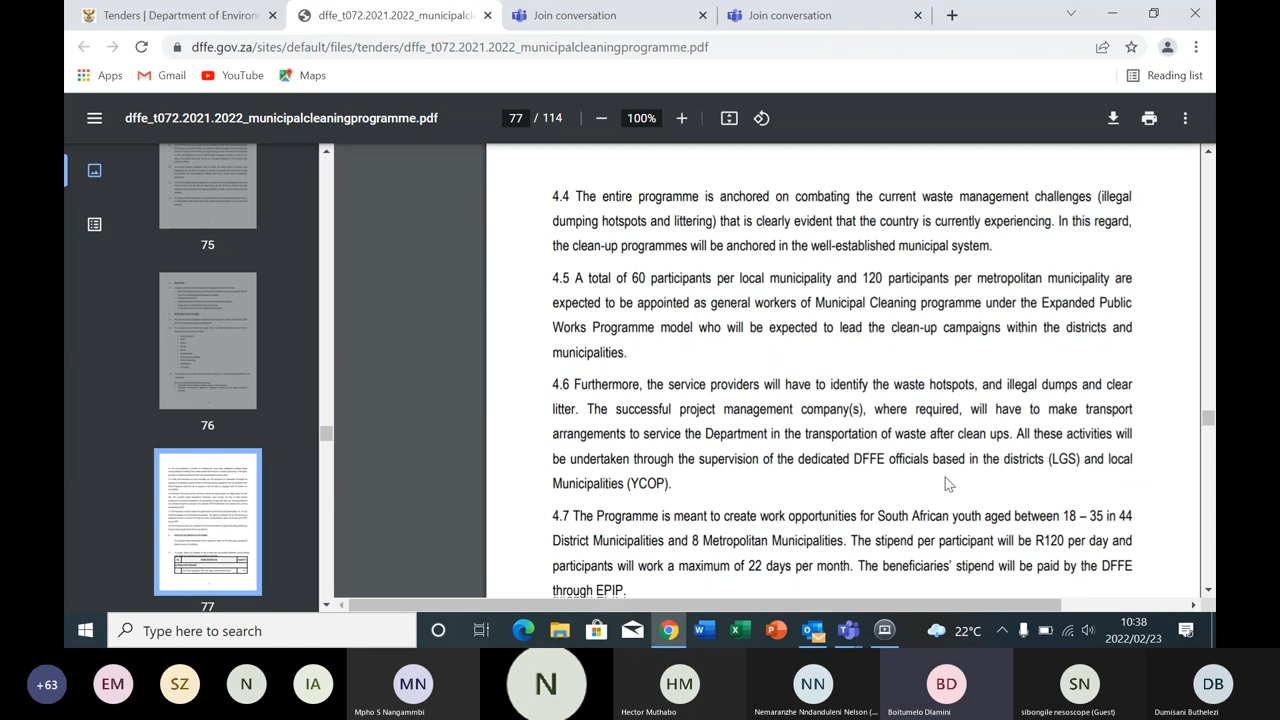 Tenders | Department of Environ
dffe_t072.2021.2022_municipalcl
Join conversation
Join conversation
dffe.gov.za/sites/default/files/tenders/dffe_t072.2021.2022_municipalcleaningprogramme.pdf
Apps
Gmail
YouTube
Maps
Reading list
dffe_t072.2021.2022_municipalcleaningprogramme.pdf
77 / 114
100%
75
76
77
4.4 The entire programme is anchored on combating the current waste management challenges (illegal
dumping hotspots and littering) that is clearly evident that the country is currently experiencing. In this regard,
the clean-up programmes will be anchored in the well-established municipal system.
4.5 A total of 60 participants per local municipality and 120 participants per metropolitan municipality are
expected to be appointed as general workers of Municipal Cleaning programme under the Expanded Public
Works Programme model who will be expected to lead the clean-up campaigns within the districts and
municipalities.
4.6 Furthermore, the service providers will have to identify the waste hotspots, and illegal dumps and clear
litter. The successful project management company(s), where required, will have to make transport
arrangements to service the Department in the transportation of waste after clean ups. All these activities will
be undertaken through the supervision of the dedicated DFFE officials based in the districts (LGS) and local
Municipalities (YCOP).
4.7 The Programme is meant to create work opportunities for South African youth aged between 18 – 35 in 44
District Municipalities and 8 Metropolitan Municipalities. The stipend per participant will be R120 per day and
participants will work a maximum of 22 days per month. The beneficiaries' stipend will be paid by the DFFE
through EPIP.
Type here to search
22°C
10:38
2022/02/23
+63
EM
SZ
N
IA
MN
Mpho S Nangammbi
N
HM
Hector Muthabo
NN
Nemaranzhe Ndanduleni Nelson (...
BD
Boitumelo Dlamini
SN
sibongile nesoscope (Guest)
DB
Dumisani Buthelezi